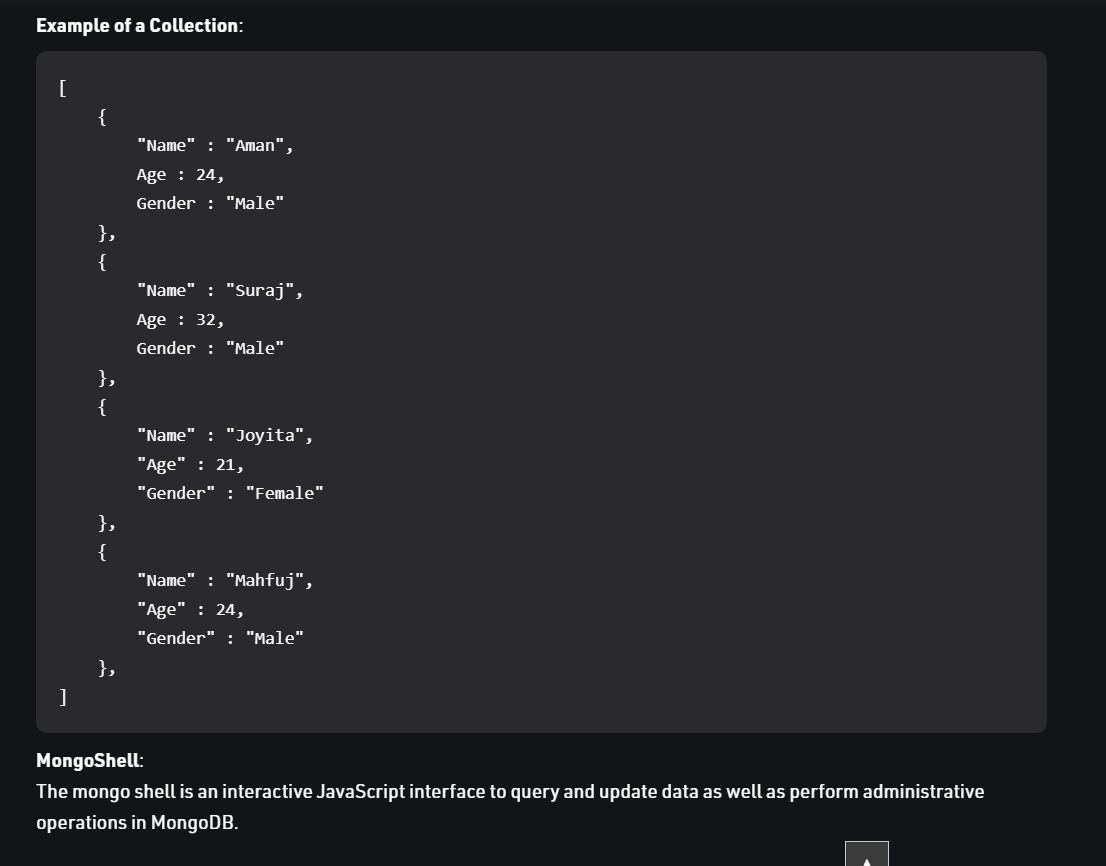 Example of a Collection:
[
    {
        "Name" : "Aman",
        Age : 24,
        Gender : "Male"
    },
    {
        "Name" : "Suraj",
        Age : 32,
        Gender : "Male"
    },
    {
        "Name" : "Joyita",
        "Age" : 21,
        "Gender" : "Female"
    },
    {
        "Name" : "Mahfuj",
        "Age" : 24,
        "Gender" : "Male"
    },
]
MongoShell:
The mongo shell is an interactive JavaScript interface to query and update data as well as perform administrative
operations in MongoDB.